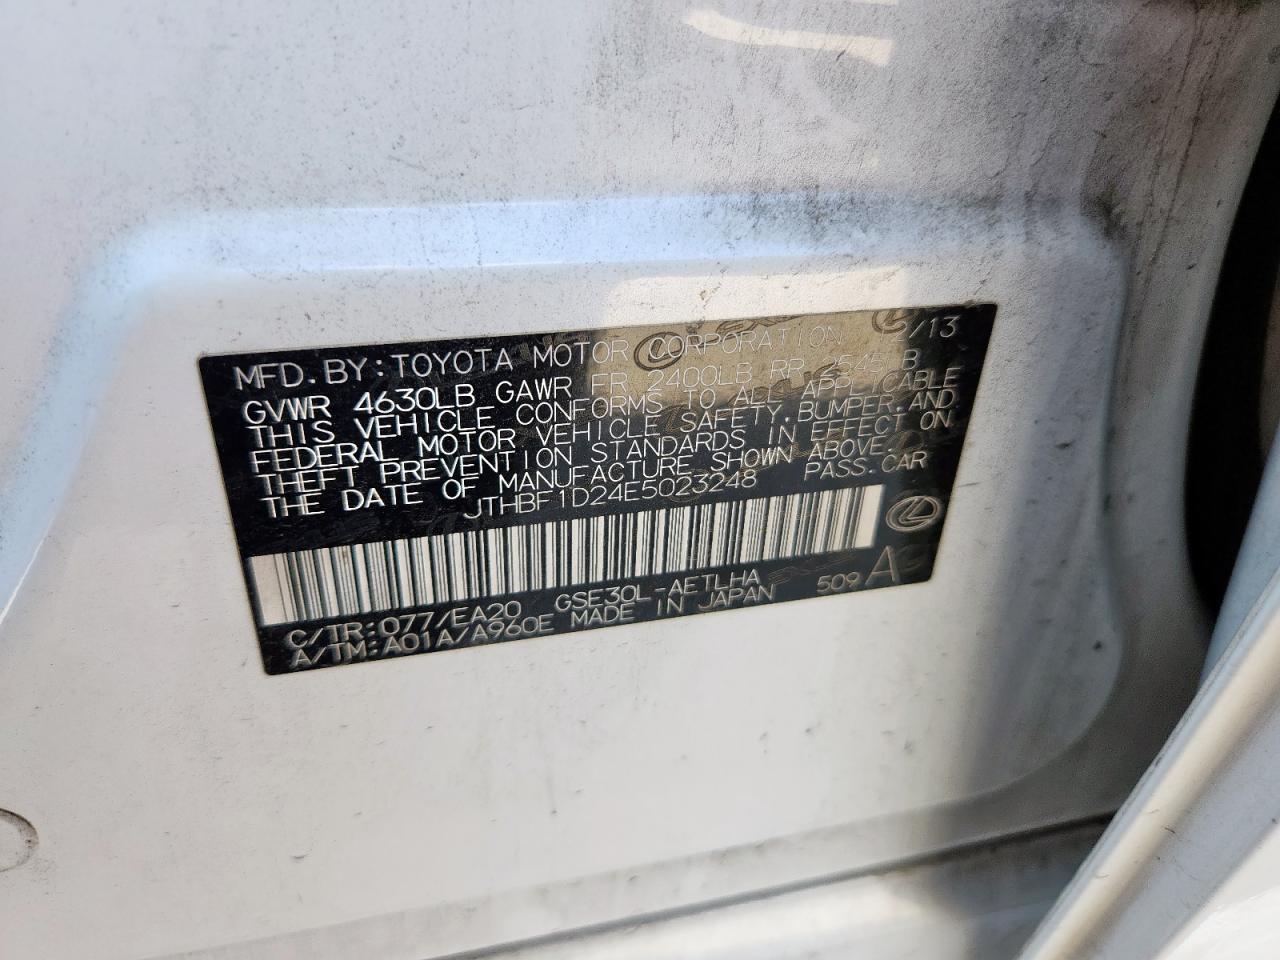 MFD. BY: TOYOTA MOTOR CORPORATION 9/13
GVWR 4630LB GAWR FR 2400LB RR 2545LB
THIS VEHICLE CONFORMS TO ALL APPLICABLE
FEDERAL MOTOR VEHICLE SAFETY, BUMPER, AND
THEFT PREVENTION STANDARDS IN EFFECT ON
THE DATE OF MANUFACTURE SHOWN ABOVE.
JTHBF1D24E5023248 PASS. CAR
C/TR: 077/EA20 GSE30L-AETLHA 509 A
A/TM: A01A/A960E MADE IN JAPAN